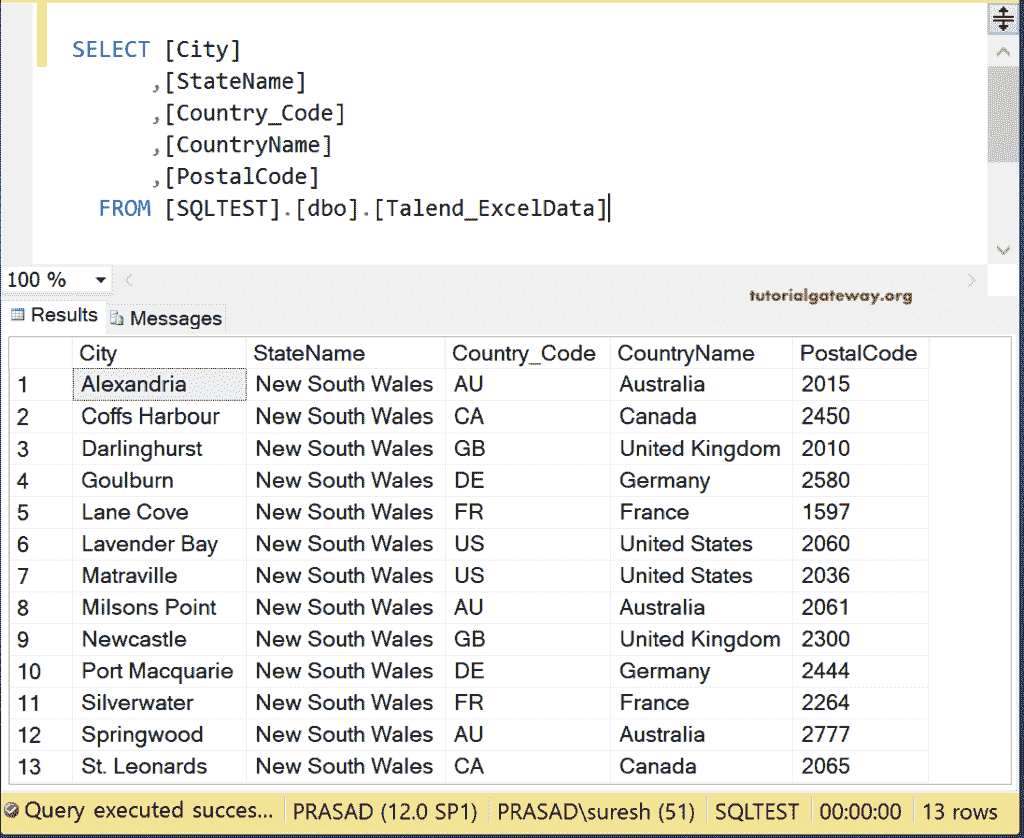 SELECT [City]
,[StateName]
,[Country_Code]
,[CountryName]
,[PostalCode]
FROM [SQLTEST].[dbo].[Talend_ExcelData]
100 %
tutorialgateway.org
Results Messages
City StateName Country_Code CountryName PostalCode
1 Alexandria New South Wales AU Australia 2015
2 Coffs Harbour New South Wales CA Canada 2450
3 Darlinghurst New South Wales GB United Kingdom 2010
4 Goulburn New South Wales DE Germany 2580
5 Lane Cove New South Wales FR France 1597
6 Lavender Bay New South Wales US United States 2060
7 Matraville New South Wales US United States 2036
8 Milsons Point New South Wales AU Australia 2061
9 Newcastle New South Wales GB United Kingdom 2300
10 Port Macquarie New South Wales DE Germany 2444
11 Silverwater New South Wales FR France 2264
12 Springwood New South Wales AU Australia 2777
13 St. Leonards New South Wales CA Canada 2065
Query executed succes... PRASAD (12.0 SP1) PRASAD\suresh (51) SQLTEST 00:00:00 13 rows